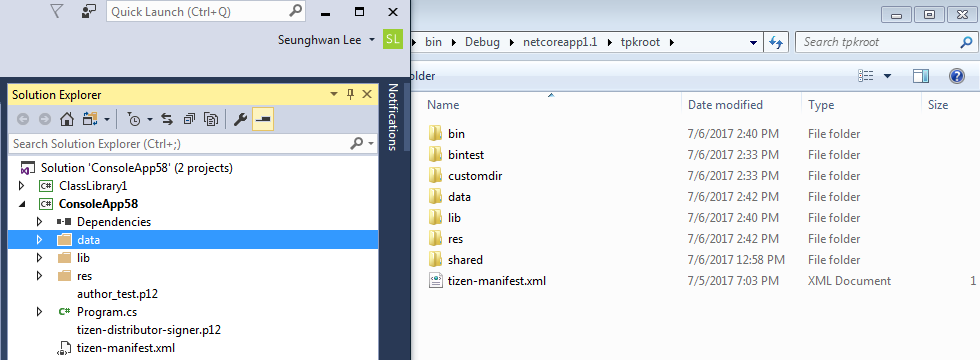 Quick Launch (Ctrl+Q)
Seunghwan Lee
SL
Notifications
Solution Explorer
Search Solution Explorer (Ctrl+;)
Solution 'ConsoleApp58' (2 projects)
C# ClassLibrary1
C# ConsoleApp58
Dependencies
data
lib
res
author_test.p12
C# Program.cs
tizen-distributor-signer.p12
tizen-manifest.xml
bin Debug netcoreapp1.1 tpkroot
Search tpkroot
older
Name Date modified Type Size
bin 7/6/2017 2:40 PM File folder
bintest 7/6/2017 2:33 PM File folder
customdir 7/6/2017 2:33 PM File folder
data 7/6/2017 2:42 PM File folder
lib 7/6/2017 2:40 PM File folder
res 7/6/2017 2:42 PM File folder
shared 7/6/2017 12:58 PM File folder
tizen-manifest.xml 7/5/2017 7:03 PM XML Document 1